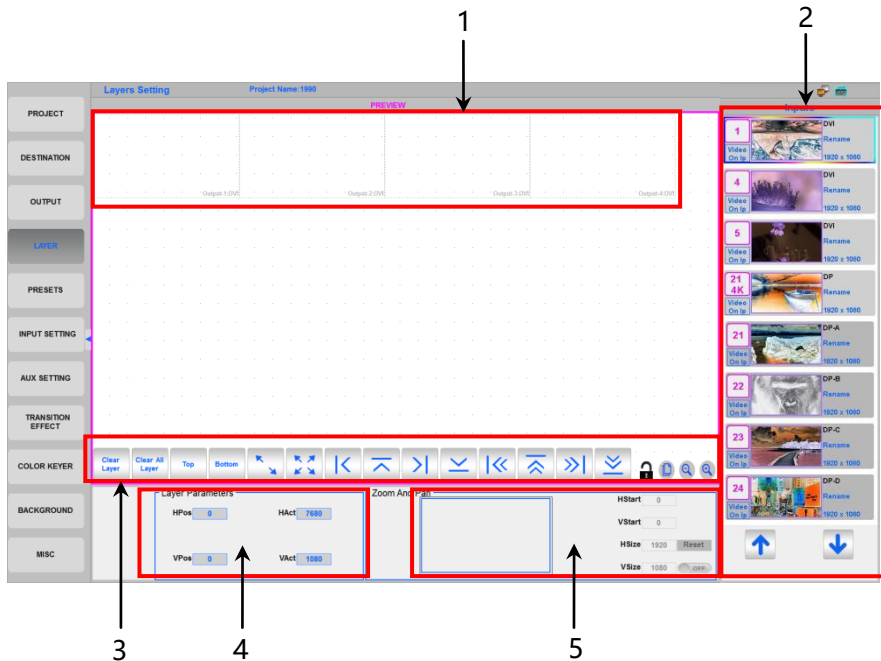 1
2
Layers Setting
Project Name:1990
PREVIEW
Output-1:DVI
Output-2:DVI
Output-3:DVI
Output-4:DVI
PROJECT
DESTINATION
OUTPUT
LAYER
PRESETS
INPUT SETTING
AUX SETTING
TRANSITION
EFFECT
COLOR KEYER
BACKGROUND
MISC
Inputs
1
Video
On Ip
DVI
Rename
1920 x 1080
4
Video
On Ip
DVI
Rename
1920 x 1080
5
Video
On Ip
DVI
Rename
1920 x 1080
21
4K
Video
On Ip
DP
Rename
1920 x 1080
21
Video
On Ip
DP-A
Rename
1920 x 1080
22
Video
On Ip
DP-B
Rename
1920 x 1080
23
Video
On Ip
DP-C
Rename
1920 x 1080
24
Video
On Ip
DP-D
Rename
1920 x 1080
Clear
Layer
Clear All
Layer
Top
Bottom
Layer Parameters
HPos 0
HAct 7680
VPos 0
VAct 1080
Zoom And Pan
HStart 0
VStart 0
HSize 1920 Reset
VSize 1080 OFF
3
4
5